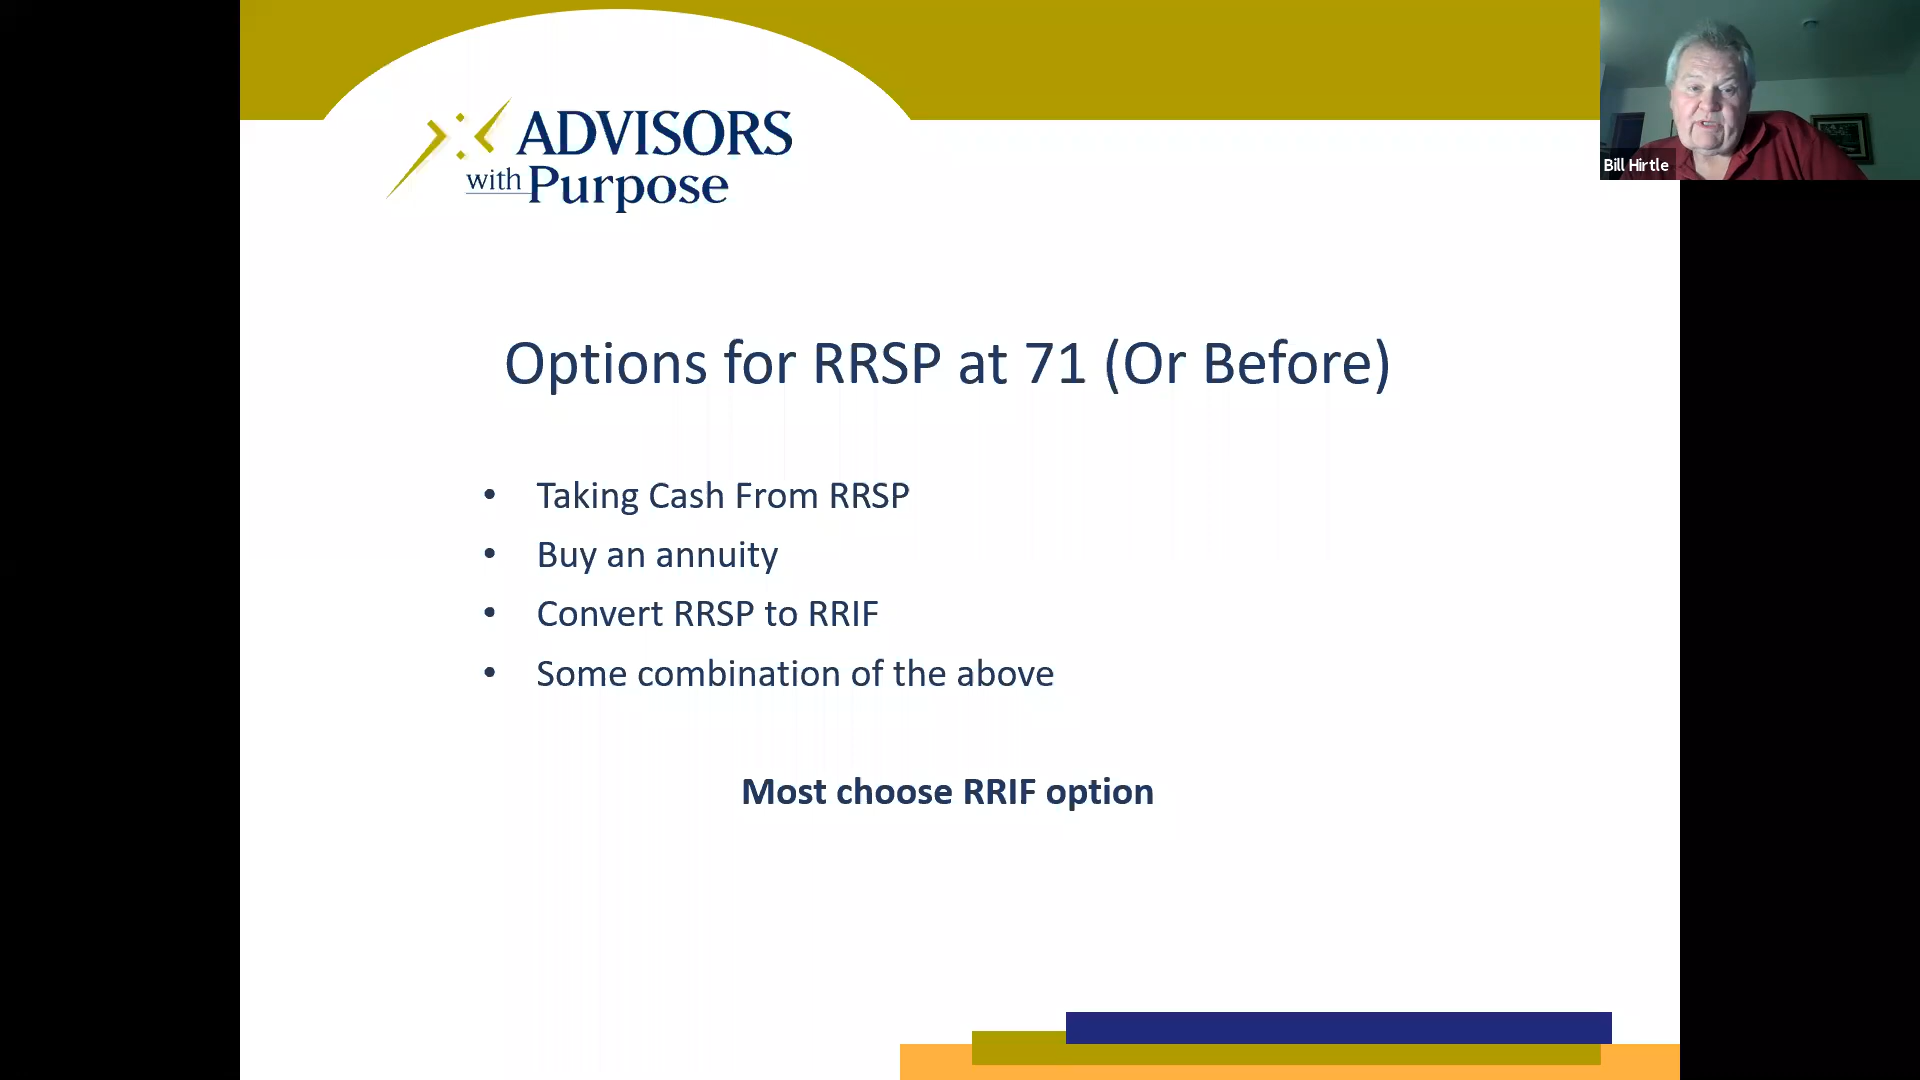 ADVISORS
with Purpose
Bill Hirtle
Options for RRSP at 71 (Or Before)
• Taking Cash From RRSP
• Buy an annuity
• Convert RRSP to RRIF
• Some combination of the above
Most choose RRIF option